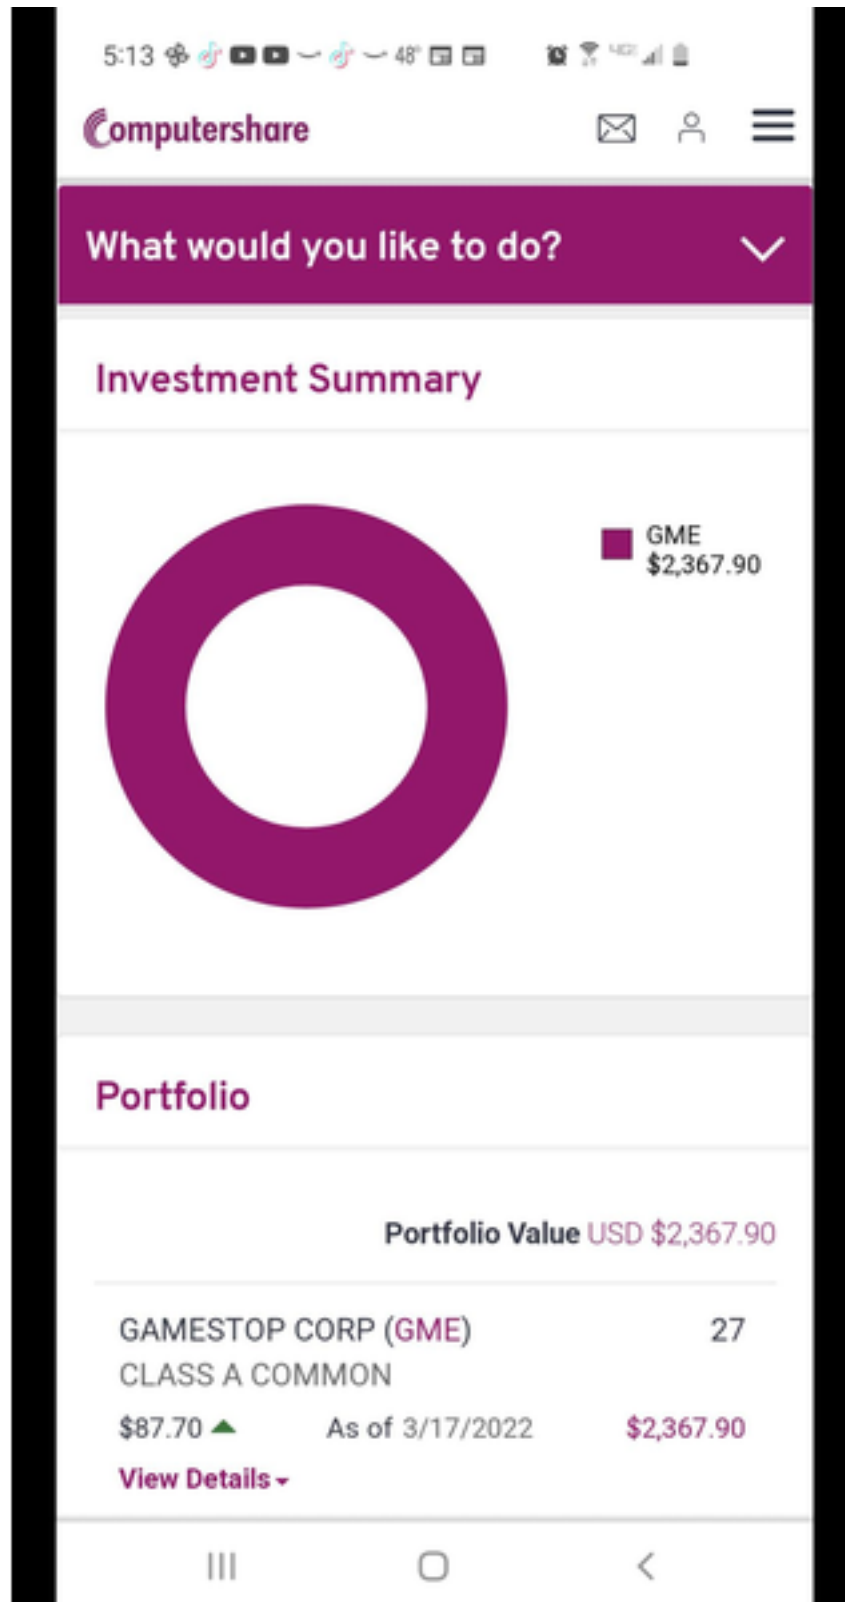 5:13 48°
Computershare
What would you like to do?
Investment Summary
GME
$2,367.90
Portfolio
Portfolio Value USD $2,367.90
GAMESTOP CORP (GME) 27
CLASS A COMMON
$87.70 As of 3/17/2022 $2,367.90
View Details